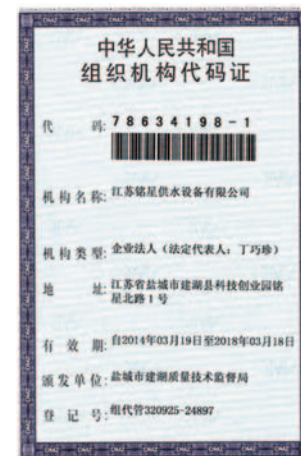 中华人民共和国
组织机构代码证
代 码: 78634198-1
机构名称: 江苏铭星供水设备有限公司
机构类型: 企业法人（法定代表人：丁巧珍）
地 址: 江苏省盐城市建湖县科技创业园铭
星北路1号
有 效 期: 自2014年03月19日至2018年03月18日
颁发单位: 盐城市建湖质量技术监督局
登 记 号: 组代管320925-24897